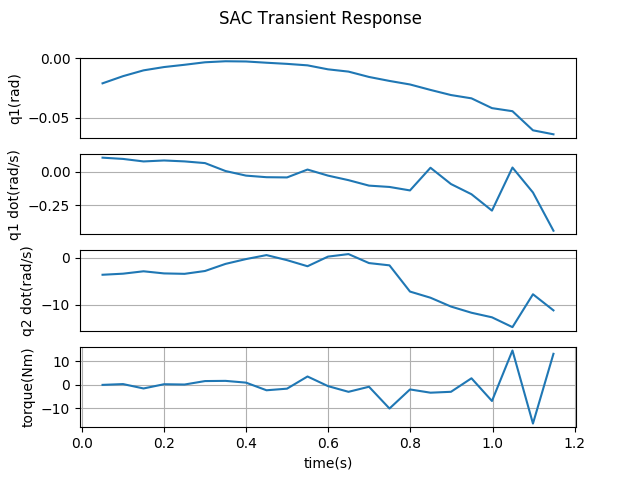 SAC Transient Response
0.00
−0.05
q1(rad)
0.00
−0.25
q1 dot(rad/s)
0
−10
q2 dot(rad/s)
10
0
−10
torque(Nm)
0.0 0.2 0.4 0.6 0.8 1.0 1.2
time(s)